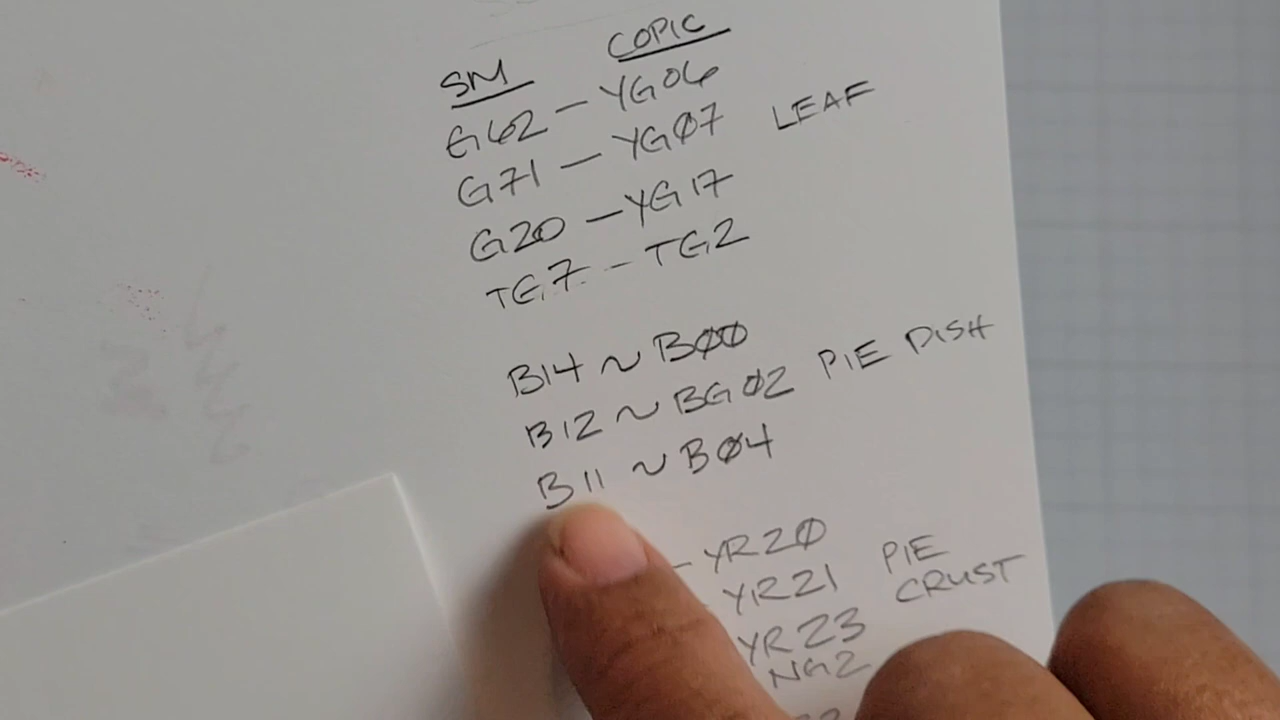 SM COPIC
G62 - YG06
G71 - YG07 LEAF
G20 - YG17
TG7 - TG2
B14 ~ B00
B12 ~ BG02 PIE DISH
B11 ~ B04
- YR20
YR21 PIE
YR23 CRUST
NG2